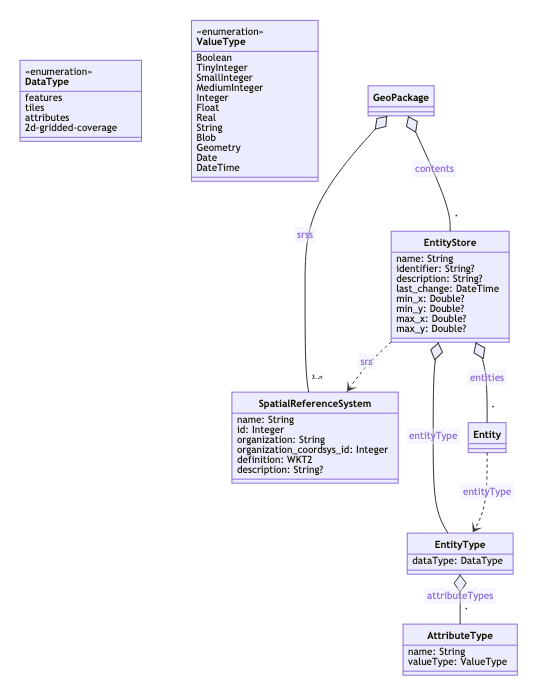 «enumeration»
DataType
features
tiles
attributes
2d-gridded-coverage
«enumeration»
ValueType
Boolean
TinyInteger
SmallInteger
MediumInteger
Integer
Float
Real
String
Blob
Geometry
Date
DateTime
GeoPackage
contents
srss
*
EntityStore
name: String
identifier: String?
description: String?
last_change: DateTime
min_x: Double?
min_y: Double?
max_x: Double?
max_y: Double?
srs
entities
3..n
*
SpatialReferenceSystem
name: String
id: Integer
organization: String
organization_coordsys_id: Integer
definition: WKT2
description: String?
Entity
entityType
entityType
EntityType
dataType: DataType
attributeTypes
*
AttributeType
name: String
valueType: ValueType